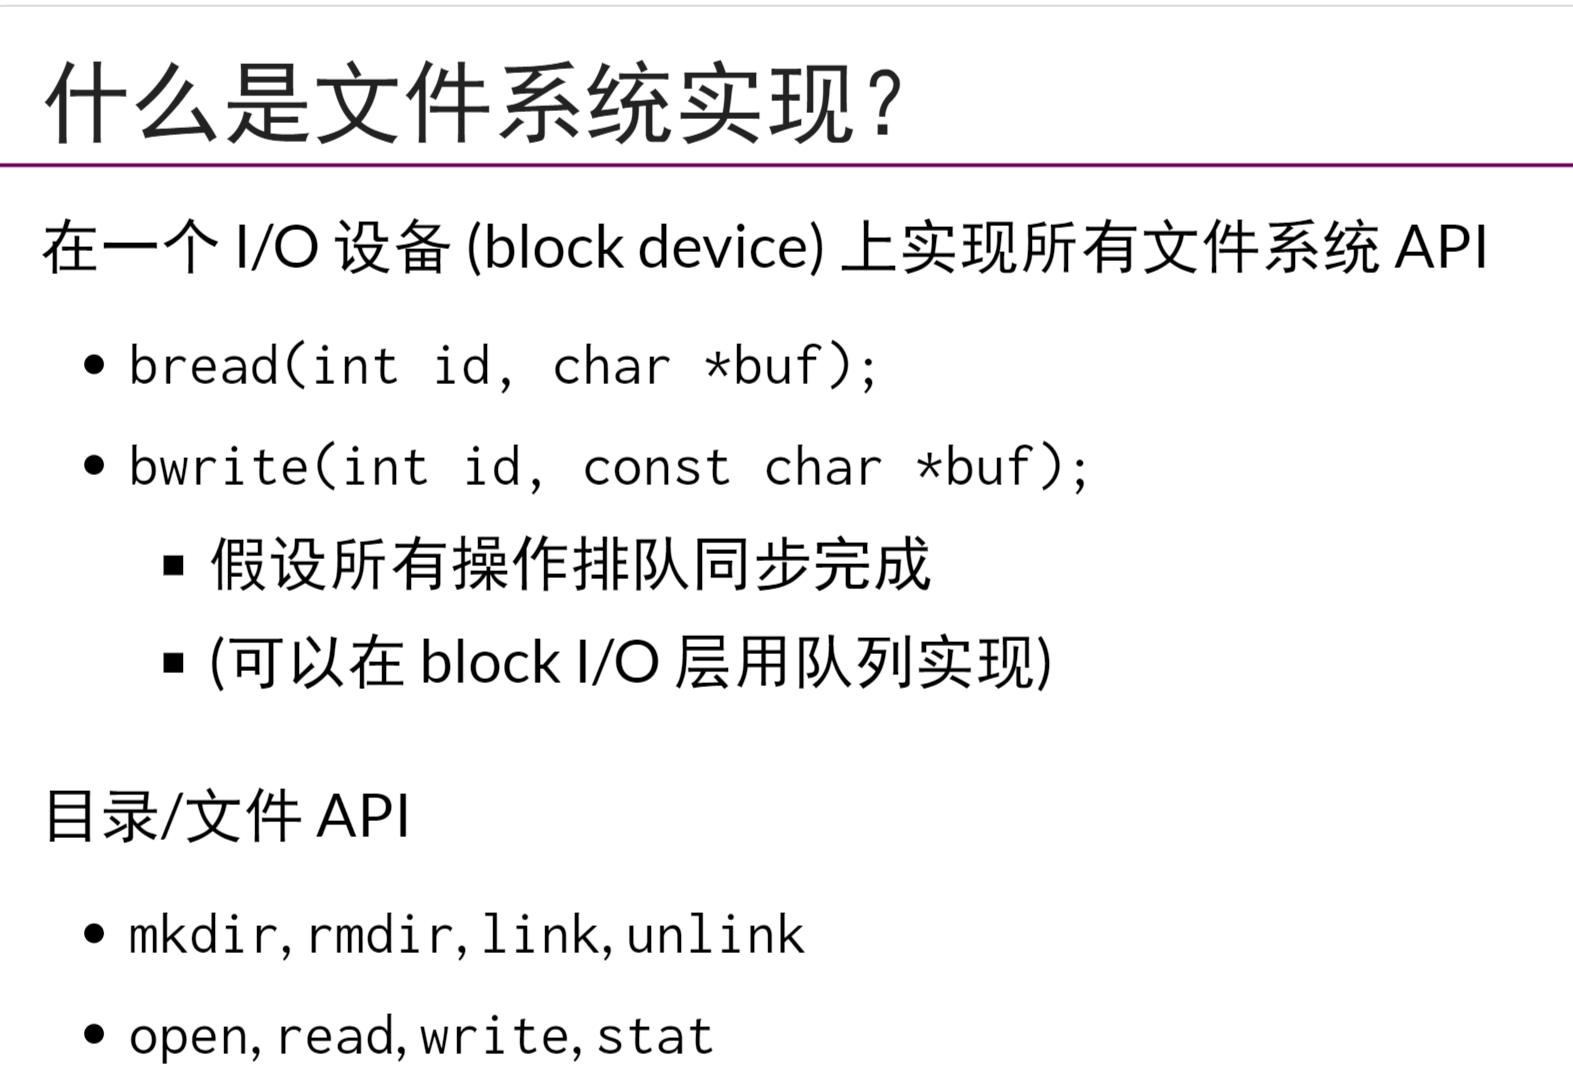 什么是文件系统实现？
在一个 I/O 设备 (block device) 上实现所有文件系统 API
• bread(int id, char *buf);
• bwrite(int id, const char *buf);
▪ 假设所有操作排队同步完成
▪ (可以在 block I/O 层用队列实现)
目录/文件 API
• mkdir, rmdir, link, unlink
• open, read, write, stat